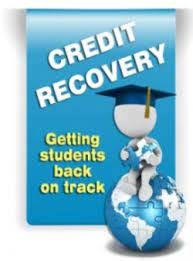 CREDIT
RECOVERY
Getting
students
back
on track